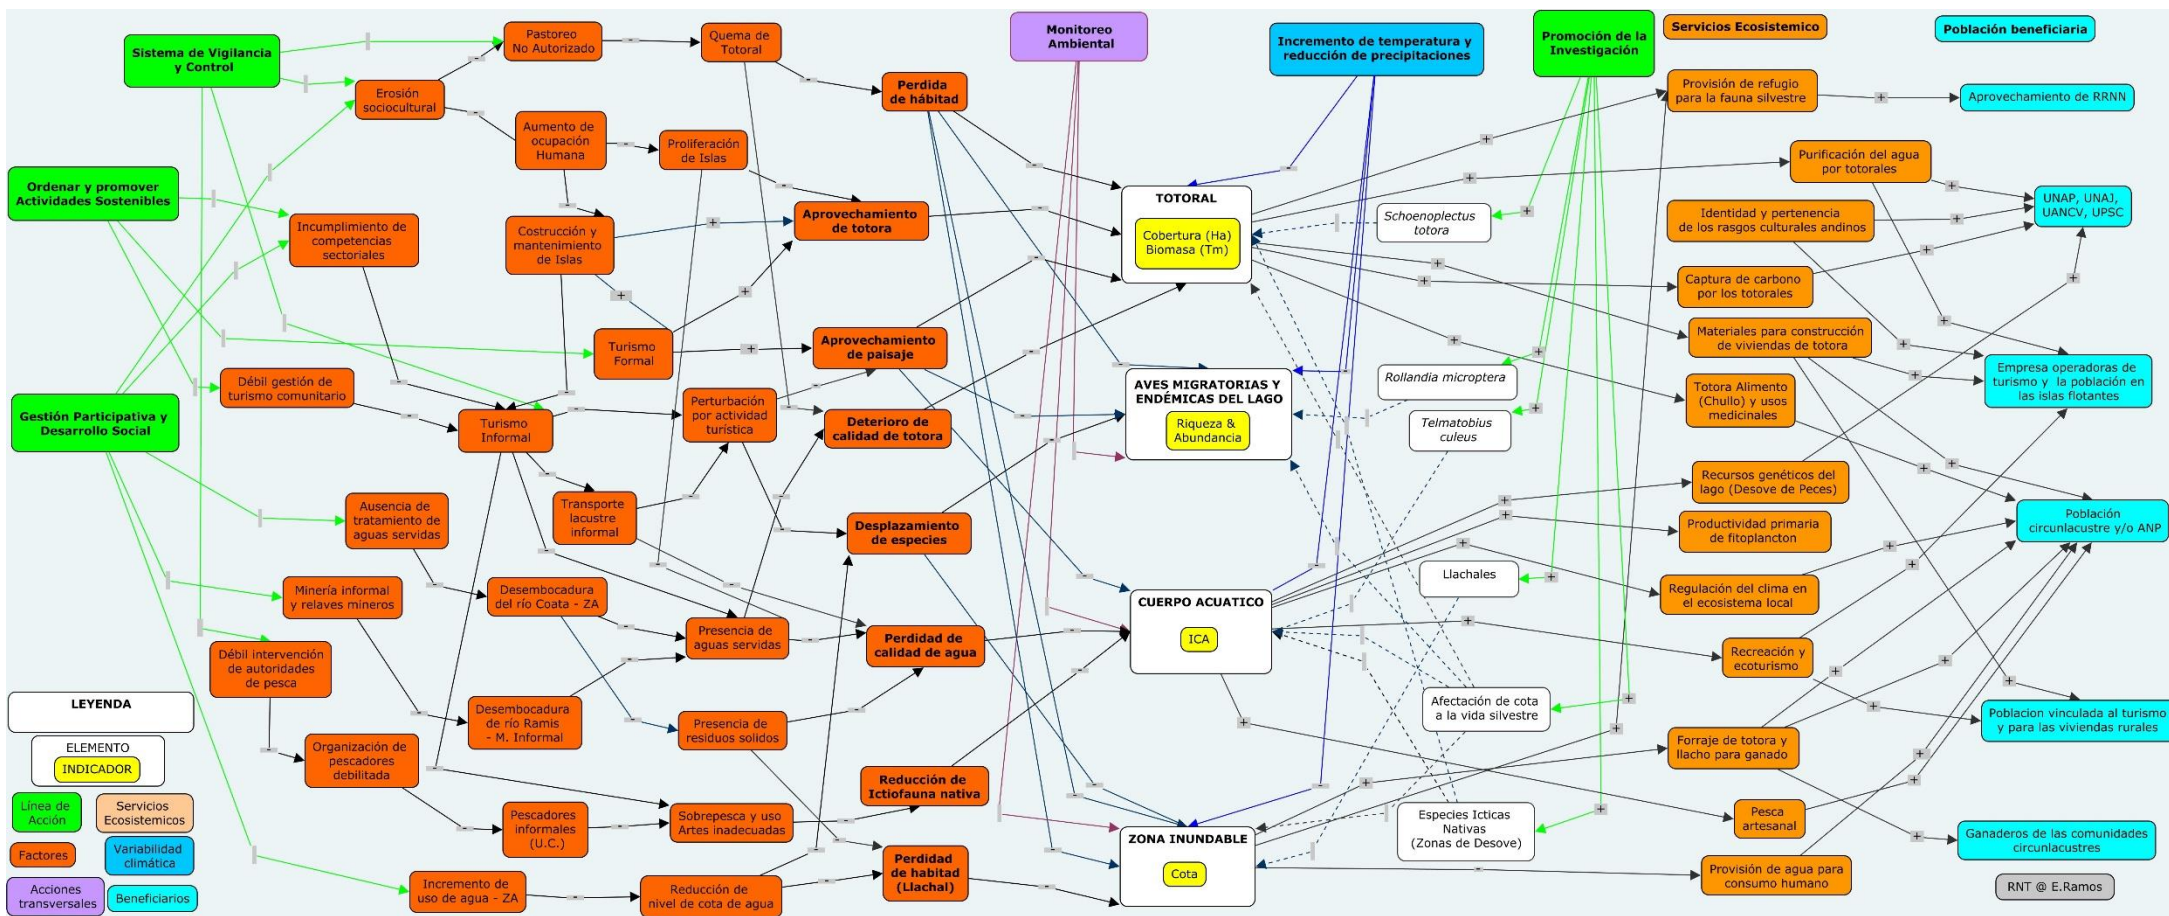 Sistema de Vigilancia
y Control
Ordenar y promover
Actividades Sostenibles
Gestión Participativa y
Desarrollo Social
Pastoreo
No Autorizado
Quema de
Totoral
Erosión
sociocultural
Aumento de
ocupación
Humana
Proliferación
de Islas
Perdida
de hábitad
Incumplimiento de
competencias
sectoriales
Costrucción y
mantenimiento
de Islas
Aprovechamiento
de totora
Turismo
Formal
Aprovechamiento
de paisaje
Débil gestión de
turismo comunitario
Turismo
Informal
Perturbación
por actividad
turística
Deterioro de
calidad de totora
Ausencia de
tratamiento de
aguas servidas
Transporte
lacustre
informal
Desplazamiento
de especies
Minería informal
y relaves mineros
Desembocadura
del río Coata - ZA
Presencia de
aguas servidas
Perdidad de
calidad de agua
Débil intervención
de autoridades
de pesca
Desembocadura
de río Ramis
- M. Informal
Presencia de
residuos solidos
Organización de
pescadores
debilitada
Reducción de
Ictiofauna nativa
Pescadores
informales
(U.C.)
Sobrepesca y uso
Artes inadecuadas
Perdidad
de habitad
(Llachal)
Incremento de
uso de agua - ZA
Reducción de
nivel de cota de agua
LEYENDA
ELEMENTO
INDICADOR
Línea de
Acción
Servicios
Ecosistemicos
Factores
Variabilidad
climática
Acciones
transversales
Beneficiarios
Monitoreo
Ambiental
Incremento de temperatura y
reducción de precipitaciones
Promoción de la
Investigación
TOTORAL
Cobertura (Ha)
Biomasa (Tm)
AVES MIGRATORIAS Y
ENDÉMICAS DEL LAGO
Riqueza &
Abundancia
CUERPO ACUATICO
ICA
ZONA INUNDABLE
Cota
Schoenoplectus
totora
Rollandia microptera
Telmatobius
culeus
Llachales
Afectación de cota
a la vida silvestre
Especies Icticas
Nativas
(Zonas de Desove)
Servicios Ecosistemico
Provisión de refugio
para la fauna silvestre
Purificación del agua
por totorales
Identidad y pertenencia
de los rasgos culturales andinos
Captura de carbono
por los totorales
Materiales para construcción
de viviendas de totora
Totora Alimento
(Chullo) y usos
medicinales
Recursos genéticos del
lago (Desove de Peces)
Productividad primaria
de fitoplancton
Regulación del clima en
el ecosistema local
Recreación y
ecoturismo
Forraje de totora y
llacho para ganado
Pesca
artesanal
Provisión de agua para
consumo humano
Población beneficiaria
Aprovechamiento de RRNN
UNAP, UNAJ,
UANCV, UPSC
Empresa operadoras de
turismo y la población en
las islas flotantes
Población
circunlacustre y/o ANP
Poblacion vinculada al turismo
y para las viviendas rurales
Ganaderos de las comunidades
circunlacustres
RNT @ E.Ramos